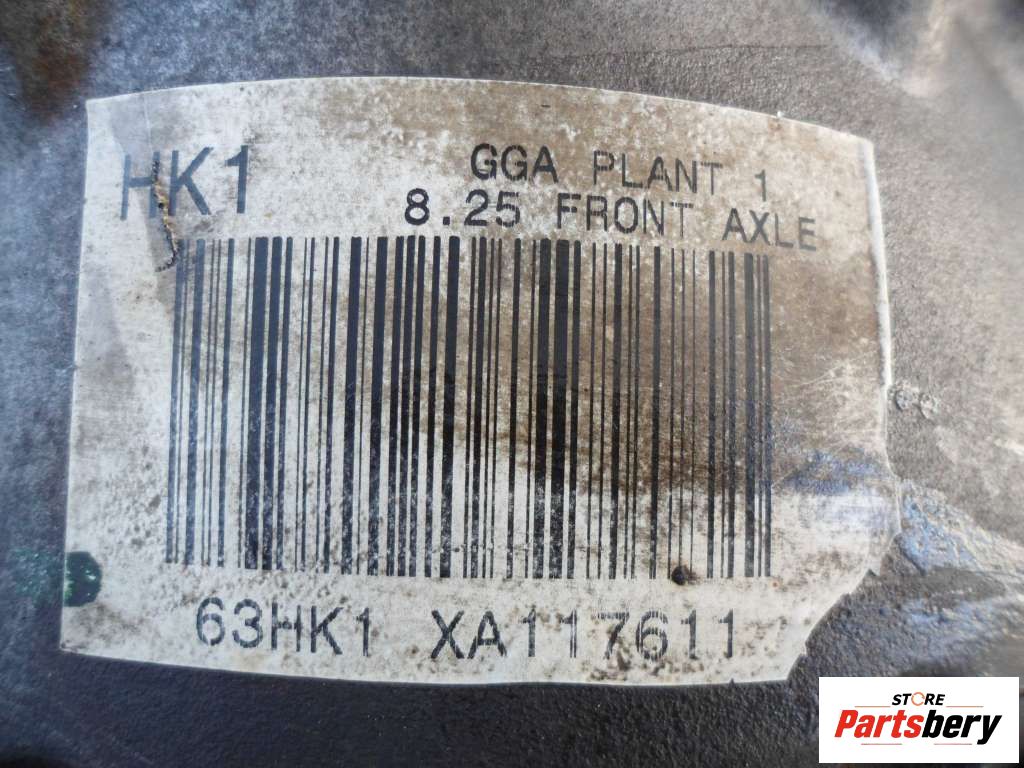 HK1
GGA PLANT 1
8.25 FRONT AXLE
63HK1 XA117611
STORE
Partsbery